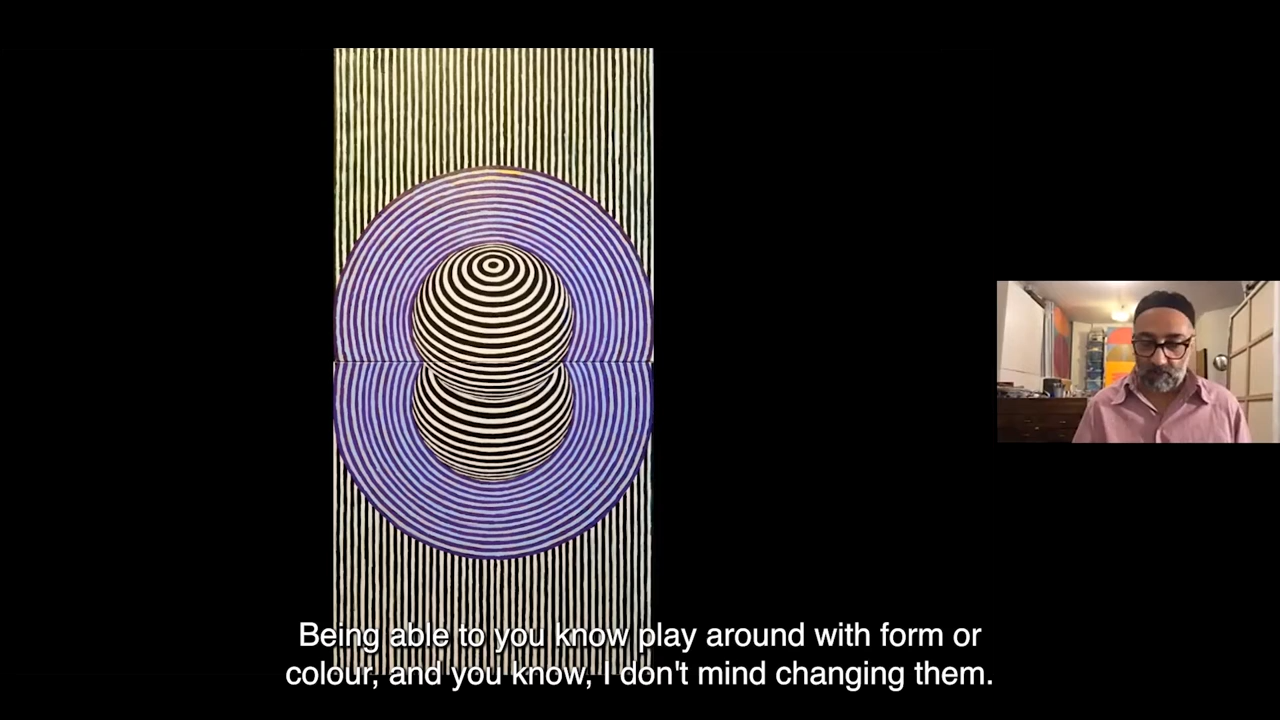 Being able to you know play around with form or
colour, and you know, I don't mind changing them.